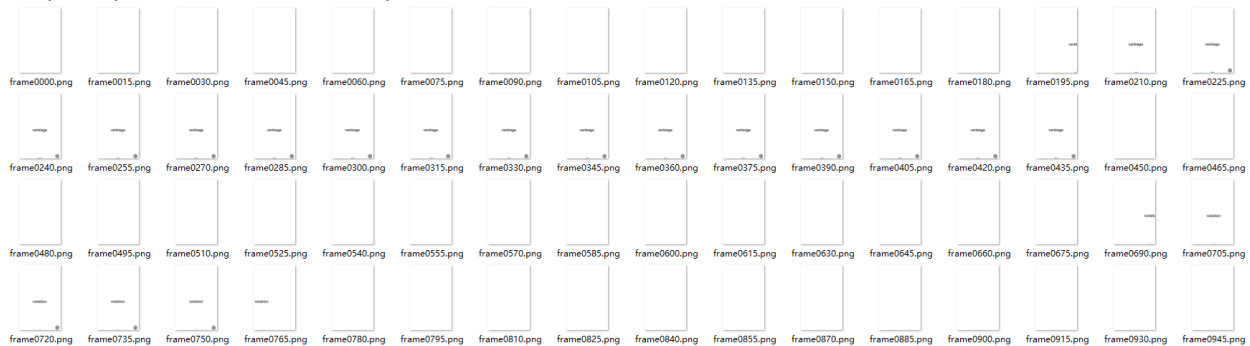 frame0000.png frame0015.png frame0030.png frame0045.png frame0060.png frame0075.png frame0090.png frame0105.png frame0120.png frame0135.png frame0150.png frame0165.png frame0180.png frame0195.png frame0210.png frame0225.png
frame0240.png frame0255.png frame0270.png frame0285.png frame0300.png frame0315.png frame0330.png frame0345.png frame0360.png frame0375.png frame0390.png frame0405.png frame0420.png frame0435.png frame0450.png frame0465.png
frame0480.png frame0495.png frame0510.png frame0525.png frame0540.png frame0555.png frame0570.png frame0585.png frame0600.png frame0615.png frame0630.png frame0645.png frame0660.png frame0675.png frame0690.png frame0705.png
frame0720.png frame0735.png frame0750.png frame0765.png frame0780.png frame0795.png frame0810.png frame0825.png frame0840.png frame0855.png frame0870.png frame0885.png frame0900.png frame0915.png frame0930.png frame0945.png